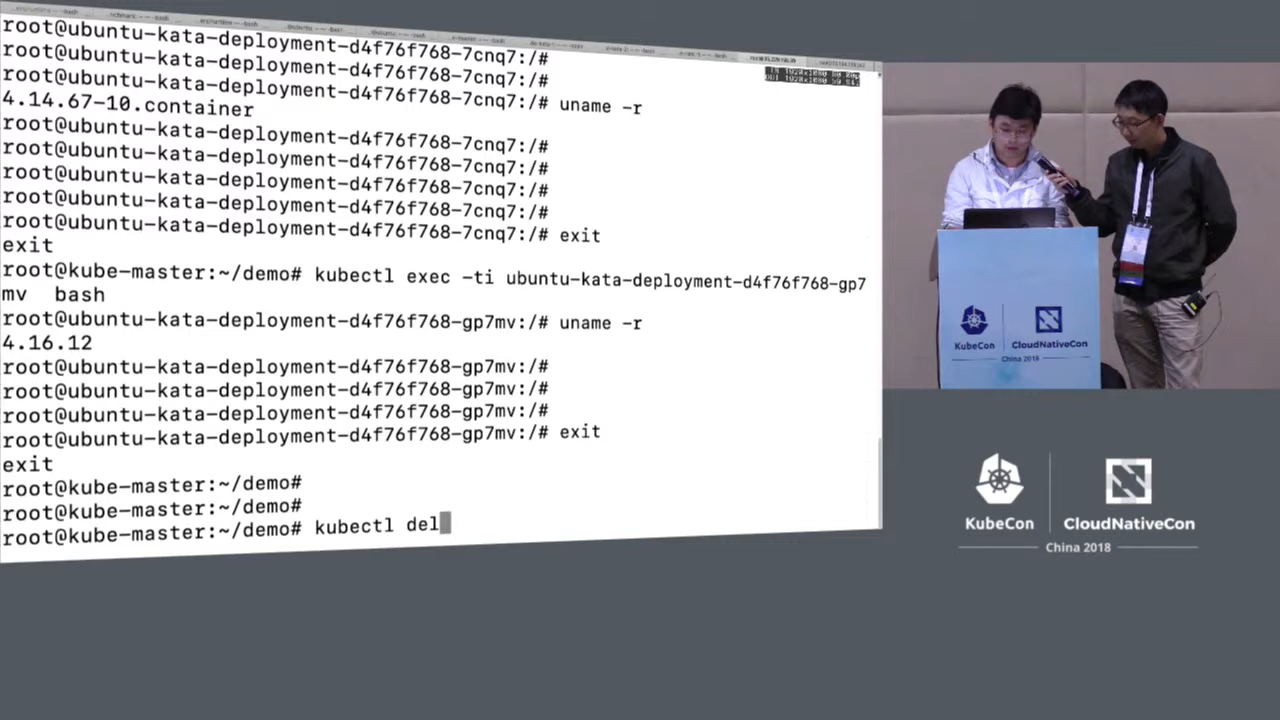 root@ubuntu-kata-deployment-d4f76f768-7cnq7:/#
root@ubuntu-kata-deployment-d4f76f768-7cnq7:/#
root@ubuntu-kata-deployment-d4f76f768-7cnq7:/#
root@ubuntu-kata-deployment-d4f76f768-7cnq7:/# uname -r
4.14.67-10.container
root@ubuntu-kata-deployment-d4f76f768-7cnq7:/#
root@ubuntu-kata-deployment-d4f76f768-7cnq7:/#
root@ubuntu-kata-deployment-d4f76f768-7cnq7:/#
root@ubuntu-kata-deployment-d4f76f768-7cnq7:/#
root@ubuntu-kata-deployment-d4f76f768-7cnq7:/# exit
exit
root@kube-master:~/demo# kubectl exec -ti ubuntu-kata-deployment-d4f76f768-gp7
mv bash
root@ubuntu-kata-deployment-d4f76f768-gp7mv:/# uname -r
4.16.12
root@ubuntu-kata-deployment-d4f76f768-gp7mv:/#
root@ubuntu-kata-deployment-d4f76f768-gp7mv:/#
root@ubuntu-kata-deployment-d4f76f768-gp7mv:/#
root@ubuntu-kata-deployment-d4f76f768-gp7mv:/# exit
exit
root@kube-master:~/demo#
root@kube-master:~/demo#
root@kube-master:~/demo# kubectl del
KubeCon CloudNativeCon
China 2018
KubeCon CloudNativeCon
China 2018